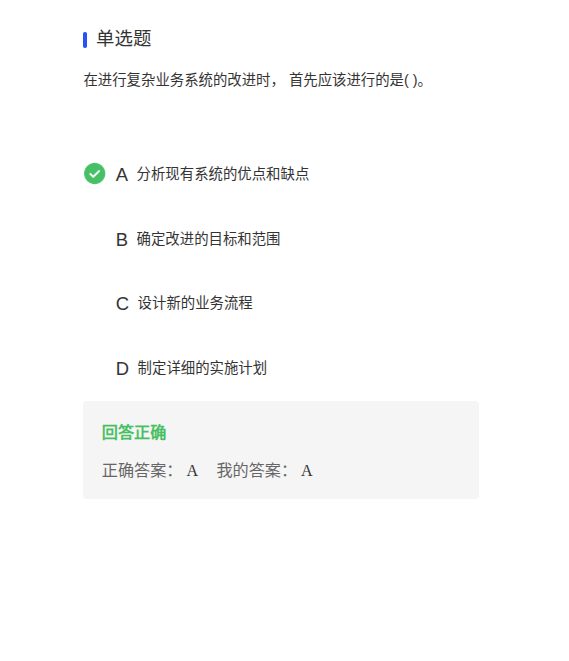 单选题
在进行复杂业务系统的改进时， 首先应该进行的是( )。
A 分析现有系统的优点和缺点
B 确定改进的目标和范围
C 设计新的业务流程
D 制定详细的实施计划
回答正确
正确答案： A 我的答案： A